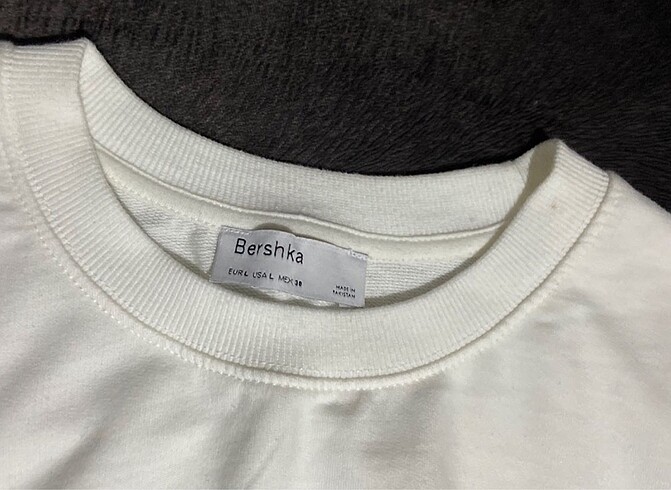 Bershka
EUR L USA L MEX 30
MADE IN
PAKISTAN